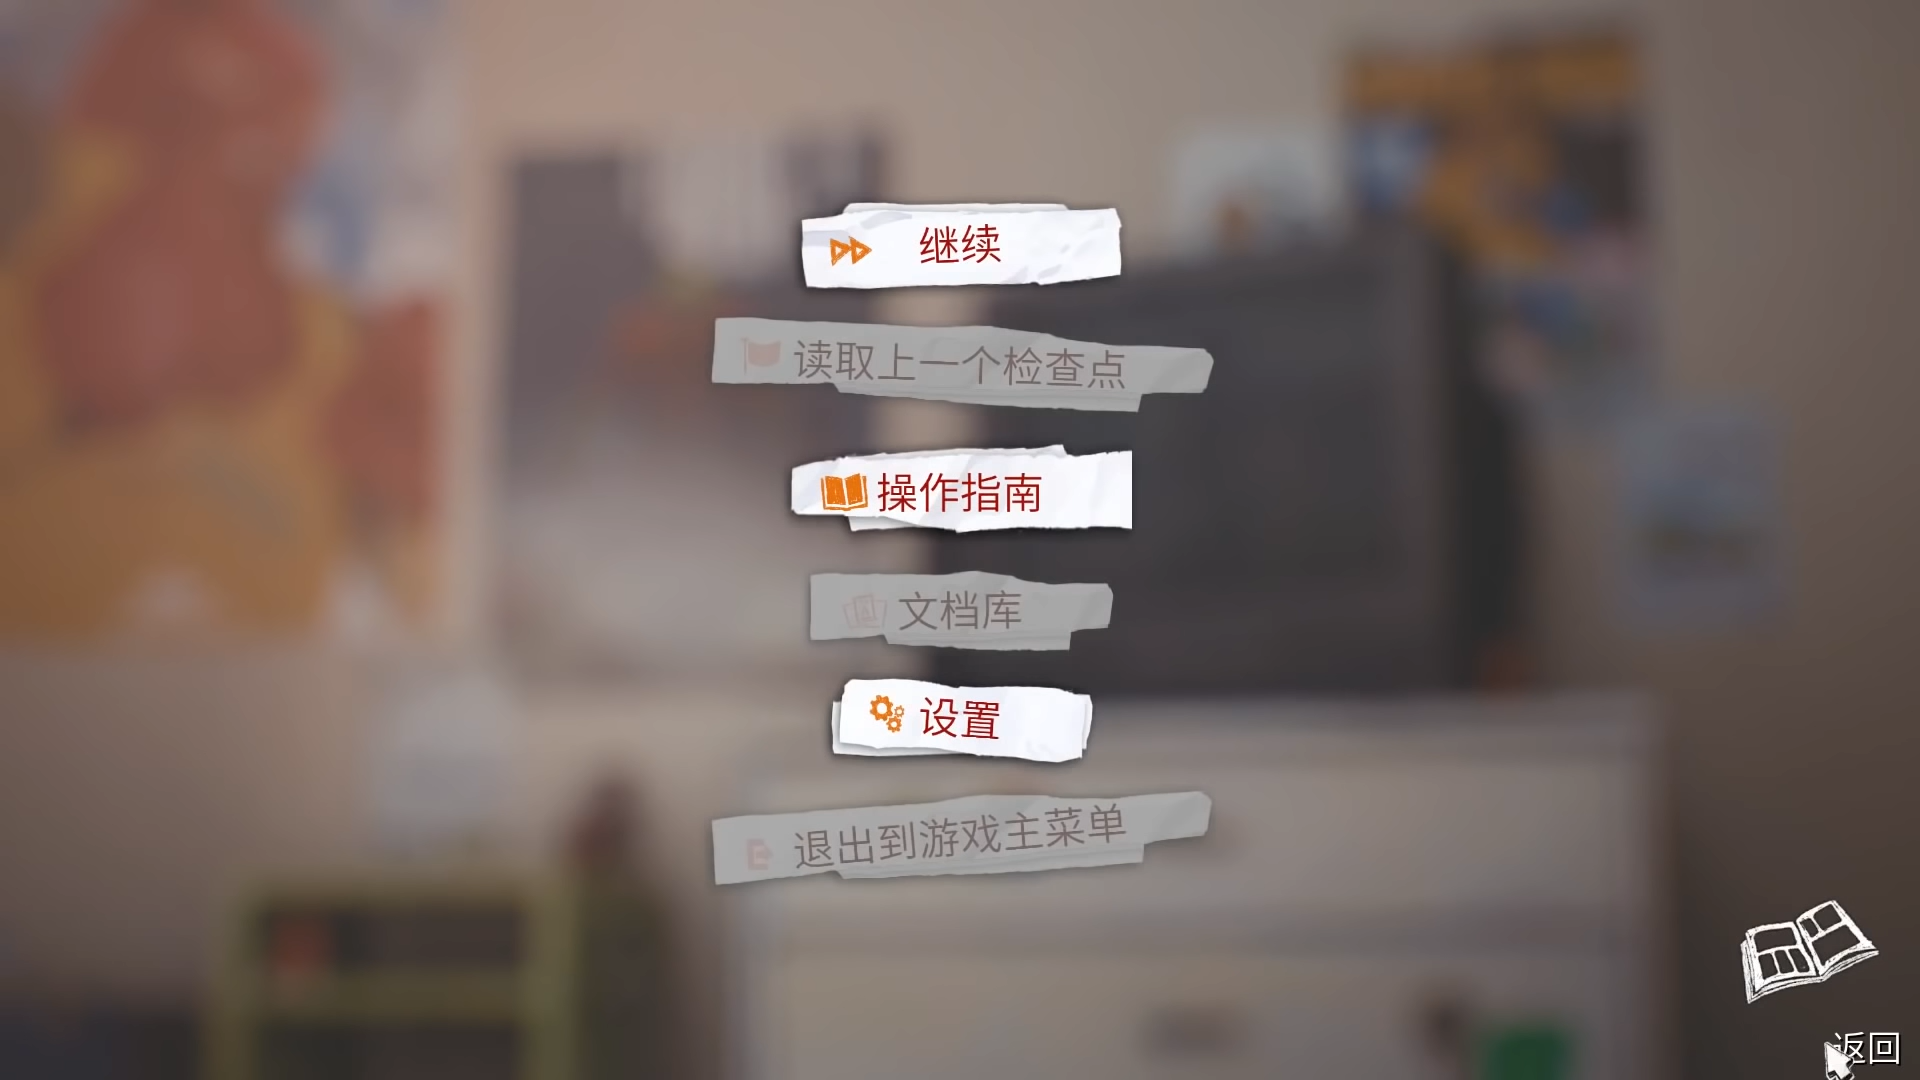 继续
读取上一个检查点
操作指南
文档库
设置
退出到游戏主菜单
返回